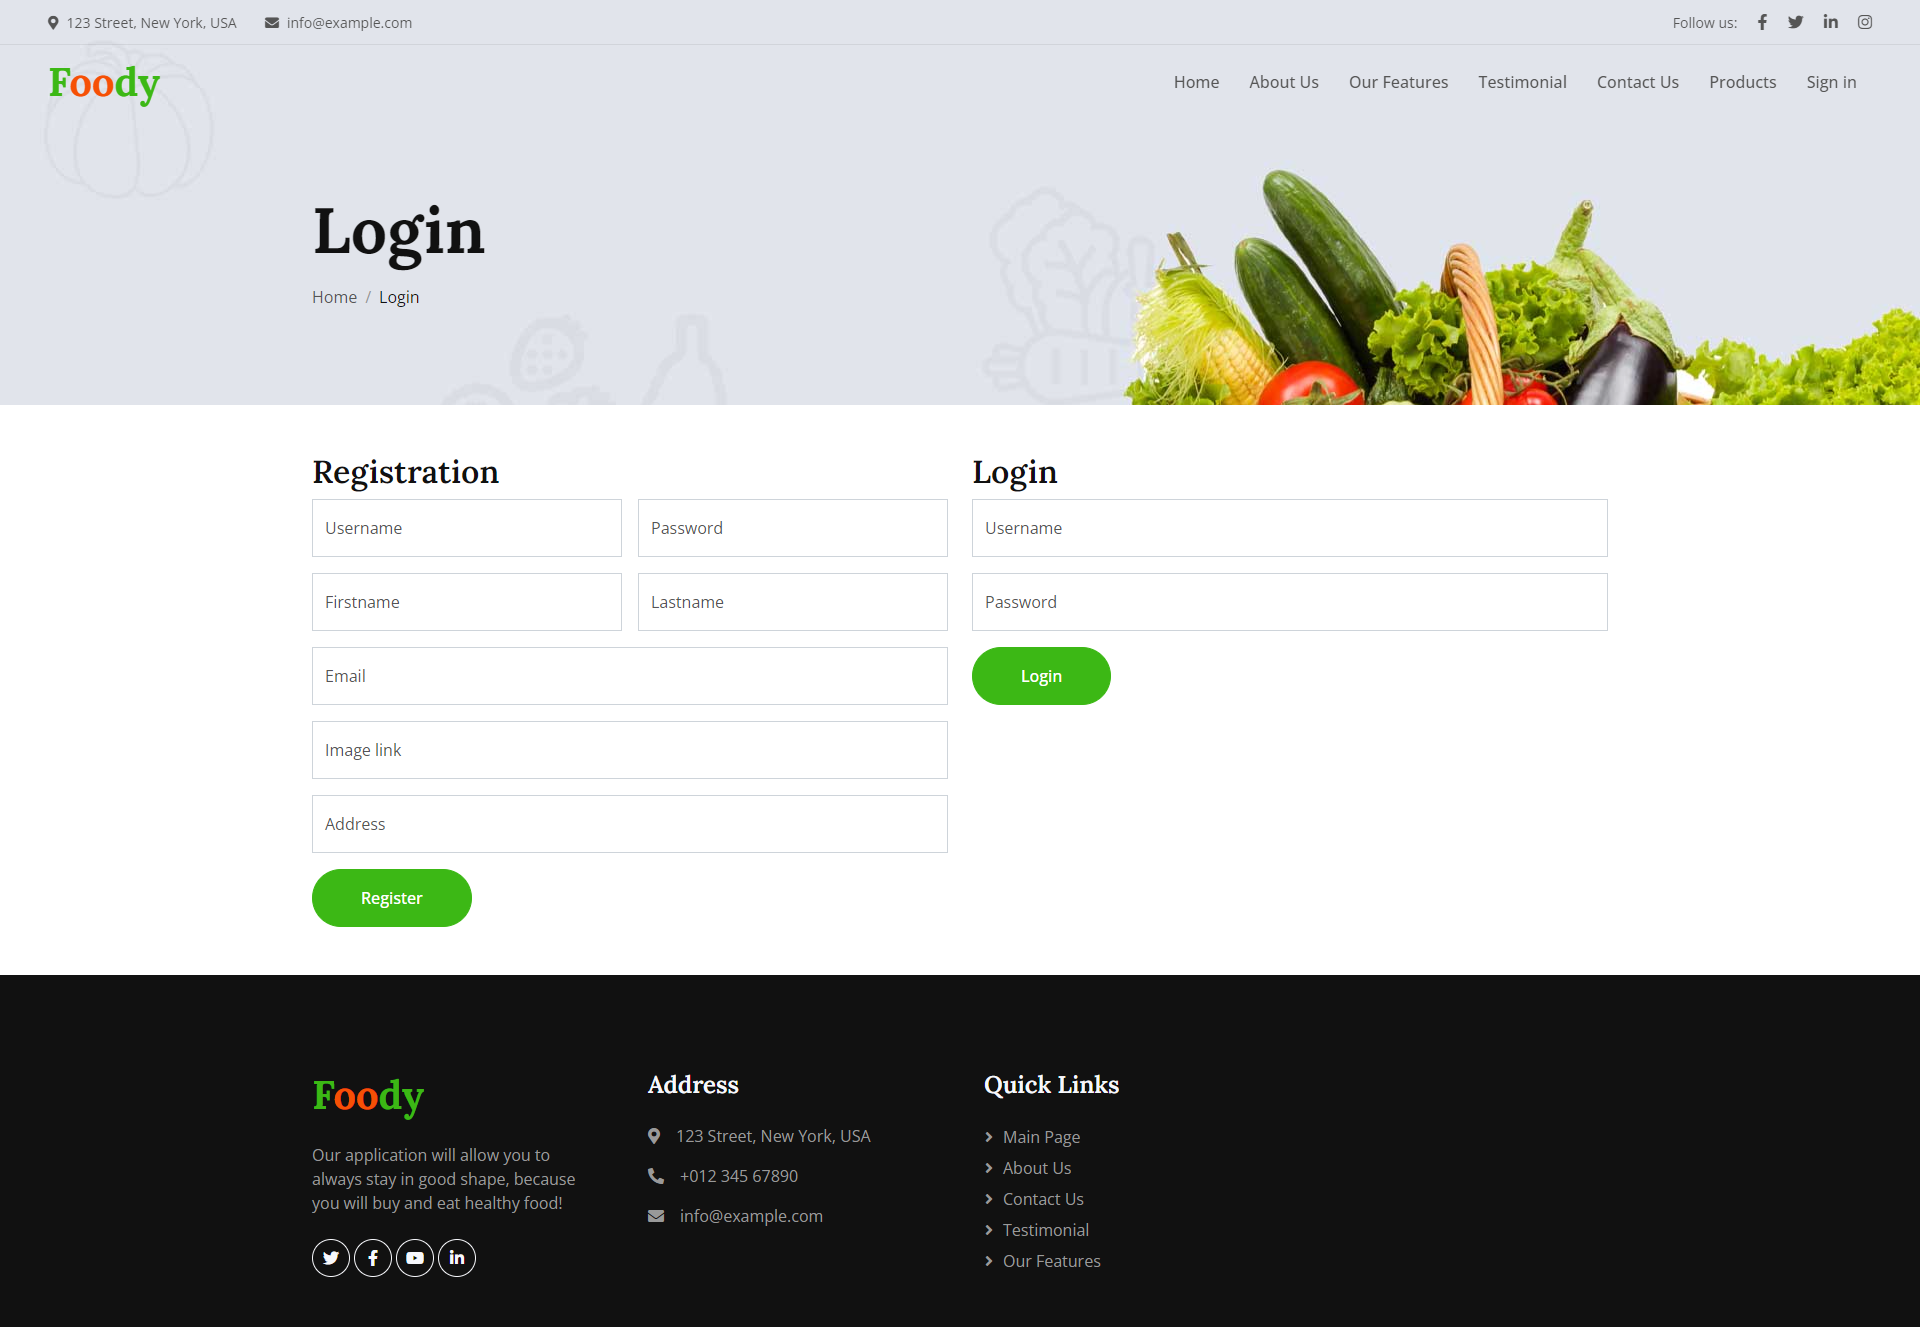 123 Street, New York, USA info@example.com Follow us:
Foody Home About Us Our Features Testimonial Contact Us Products Sign in
Login
Home / Login
Registration
Username Password
Firstname Lastname
Email
Image link
Address
Register
Login
Username
Password
Login
Foody
Our application will allow you to
always stay in good shape, because
you will buy and eat healthy food!
Address
123 Street, New York, USA
+012 345 67890
info@example.com
Quick Links
Main Page
About Us
Contact Us
Testimonial
Our Features